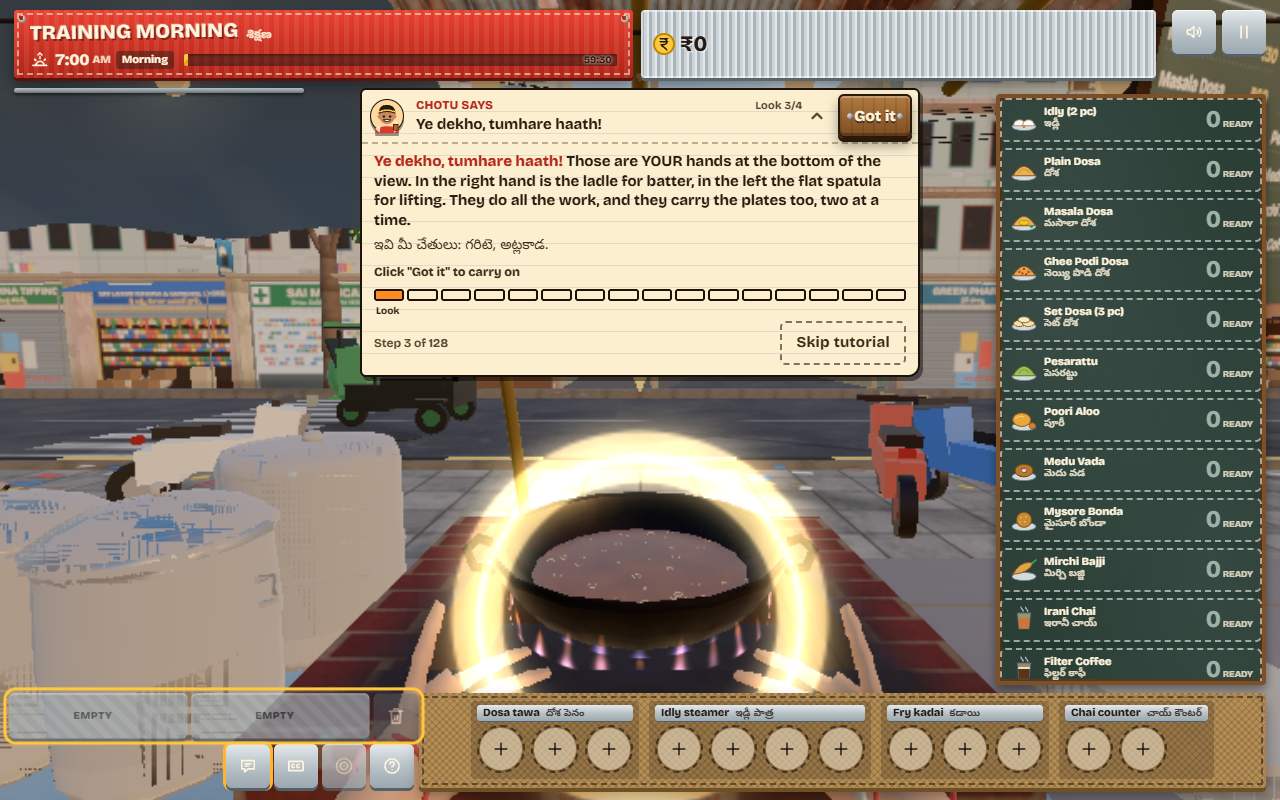 TRAINING MORNING శిక్షణ
7:00 AM Morning 59:30
₹ ₹0
CHOTU SAYS
Look 3/4
Ye dekho, tumhare haath!
Got it
Ye dekho, tumhare haath! Those are YOUR hands at the bottom of the
view. In the right hand is the ladle for batter, in the left the flat spatula
for lifting. They do all the work, and they carry the plates too, two at a
time.
ఇవి మీ చేతులు: గరిటె, అట్లకాడ.
Click "Got it" to carry on
Look
Step 3 of 128
Skip tutorial
Masala Dosa
Idly (2 pc)
ఇడ్లీ
0 READY
Plain Dosa
దోశ
0 READY
Masala Dosa
మసాలా దోశ
0 READY
Ghee Podi Dosa
నెయ్యి పొడి దోశ
0 READY
Set Dosa (3 pc)
సెట్ దోశ
0 READY
Pesarattu
పెసరట్టు
0 READY
Poori Aloo
పూరీ
0 READY
Medu Vada
మెదు వడ
0 READY
Mysore Bonda
మైసూర్ బోండా
0 READY
Mirchi Bajji
మిర్చి బజ్జి
0 READY
Irani Chai
ఇరానీ చాయ్
0 READY
Filter Coffee
ఫిల్టర్ కాఫీ
0 READY
EMPTY
EMPTY
CC
Dosa tawa దోశ పెనం
Idly steamer ఇడ్లీ పాత్ర
Fry kadai కడాయి
Chai counter చాయ్ కౌంటర్